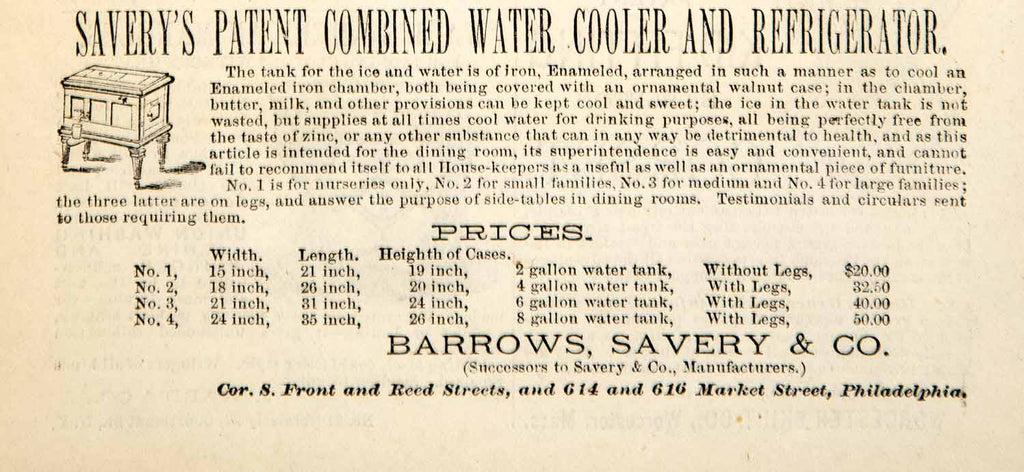 SAVERY'S PATENT COMBINED WATER COOLER AND REFRIGERATOR.
The tank for the ice and water is of iron, Enameled, arranged in such a manner as to cool an
Enameled iron chamber, both being covered with an ornamental walnut case; in the chamber,
butter, milk, and other provisions can be kept cool and sweet; the ice in the water tank is not
wasted, but supplies at all times cool water for drinking purposes, all being perfectly free from
the taste of zinc, or any other substance that can in any way be detrimental to health, and as this
article is intended for the dining room, its superintendence is easy and convenient, and cannot
fail to recommend itself to all House-keepers as a useful as well as an ornamental piece of furniture.
No. 1 is for nurseries only, No. 2 for small families, No. 3 for medium and No. 4 for large families;
the three latter are on legs, and answer the purpose of side-tables in dining rooms. Testimonials and circulars sent
to those requiring them.
PRICES.
Width. Length. Heighth of Cases.
No. 1, 15 inch, 21 inch, 19 inch, 2 gallon water tank, Without Legs, $20.00
No. 2, 18 inch, 26 inch, 20 inch, 4 gallon water tank, With Legs, 32.50
No. 3, 21 inch, 31 inch, 24 inch, 6 gallon water tank, With Legs, 40.00
No. 4, 24 inch, 35 inch, 26 inch, 8 gallon water tank, With Legs, 50.00
BARROWS, SAVERY & CO.
(Successors to Savery & Co., Manufacturers.)
Cor. S. Front and Reed Streets, and 614 and 616 Market Street, Philadelphia.